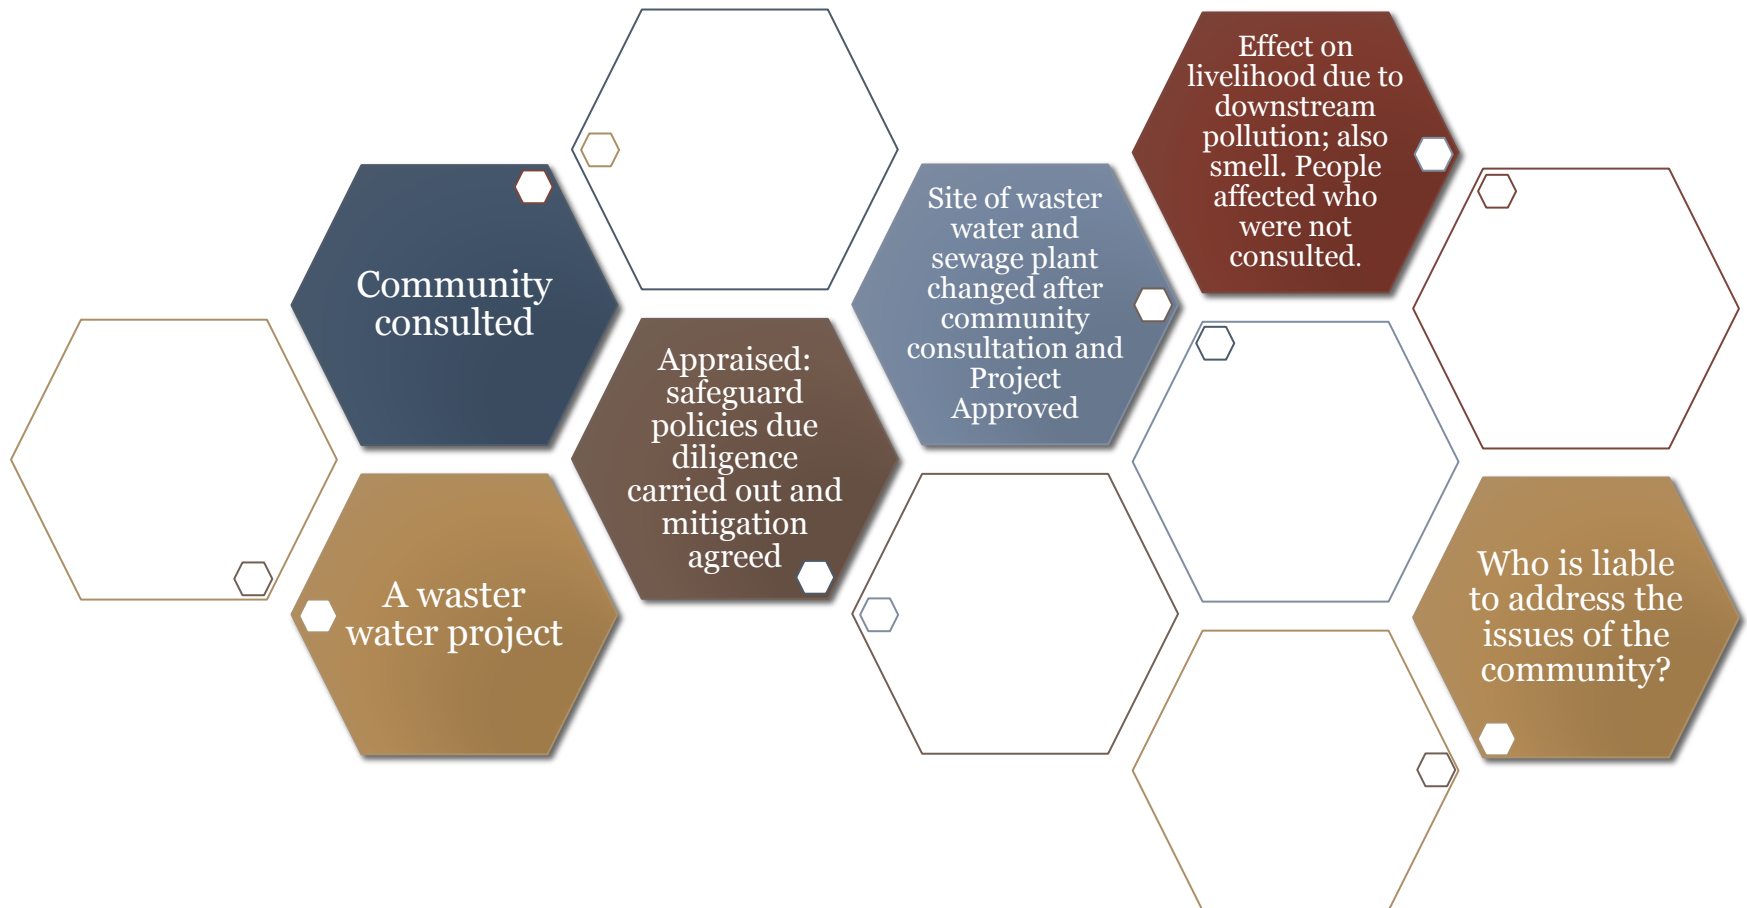 A waster
water project
Community
consulted
Appraised:
safeguard
policies due
diligence
carried out and
mitigation
agreed
Site of waster
water and
sewage plant
changed after
community
consultation and
Project
Approved
Effect on
livelihood due to
downstream
pollution; also
smell. People
affected who
were not
consulted.
Who is liable
to address the
issues of the
community?